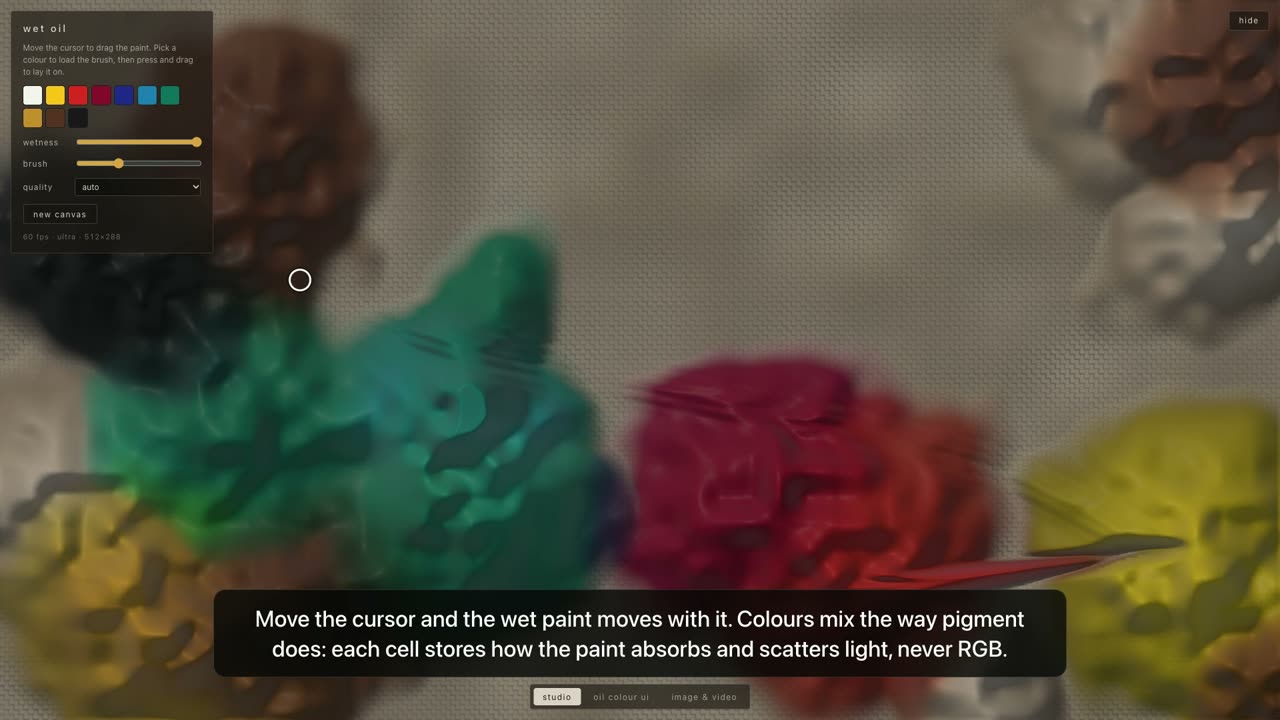 wet oil
hide
Move the cursor to drag the paint. Pick a
colour to load the brush, then press and drag
to lay it on.
wetness
brush
quality auto
new canvas
60 fps · ultra · 512×288
Move the cursor and the wet paint moves with it. Colours mix the way pigment
does: each cell stores how the paint absorbs and scatters light, never RGB.
studio oil colour ui image & video